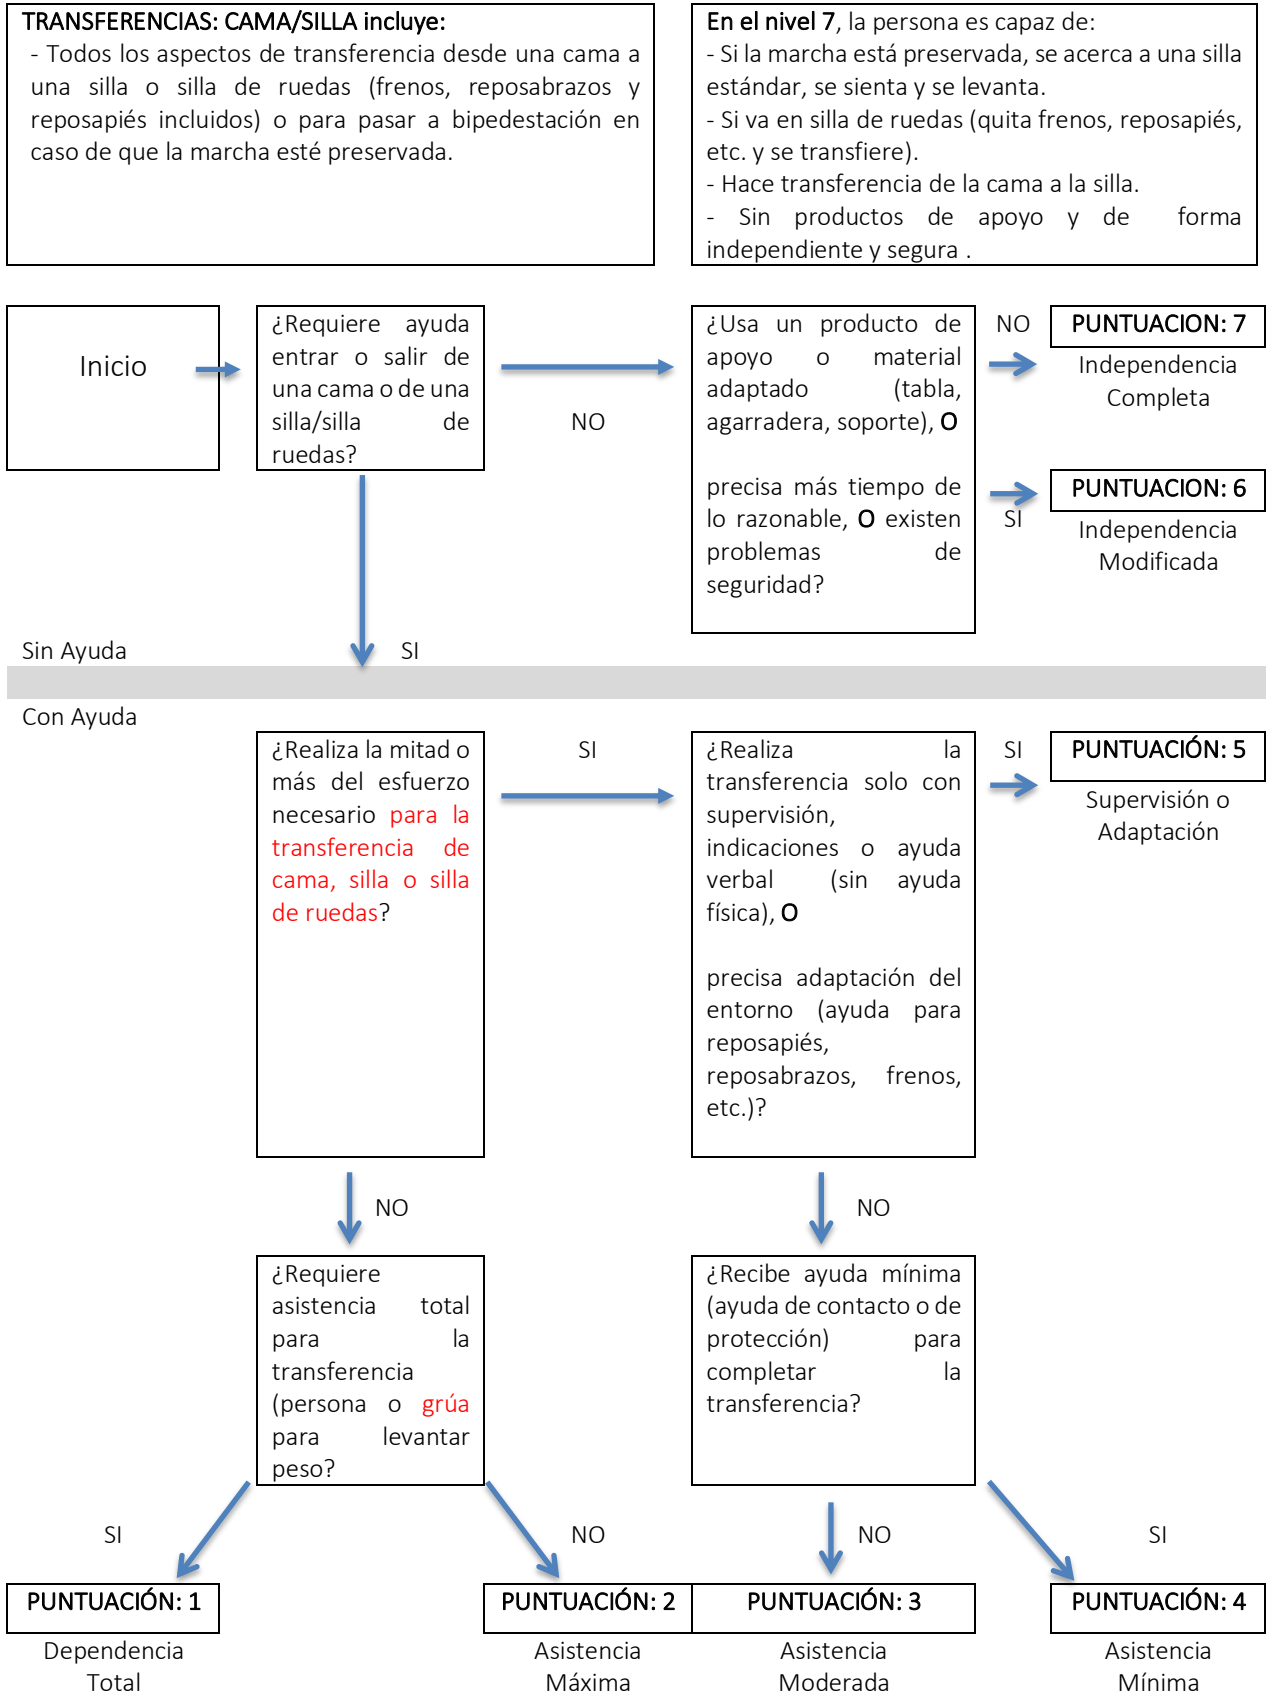 TRANSFERENCIAS: CAMA/SILLA incluye:
- Todos los aspectos de transferencia desde una cama a
una silla o silla de ruedas (frenos, reposabrazos y
reposapiés incluidos) o para pasar a bipedestación en
caso de que la marcha esté preservada.
En el nivel 7, la persona es capaz de:
- Si la marcha está preservada, se acerca a una silla
estándar, se sienta y se levanta.
- Si va en silla de ruedas (quita frenos, reposapiés,
etc. y se transfiere).
- Hace transferencia de la cama a la silla.
- Sin productos de apoyo y de forma
independiente y segura .
Inicio
¿Requiere ayuda
entrar o salir de
una cama o de una
silla/silla de
ruedas?
NO
¿Usa un producto de
apoyo o material
adaptado (tabla,
agarradera, soporte), O
precisa más tiempo de
lo razonable, O existen
problemas de
seguridad?
NO
PUNTUACION: 7
Independencia
Completa
SI
PUNTUACION: 6
Independencia
Modificada
Sin Ayuda
SI
Con Ayuda
¿Realiza la mitad o
más del esfuerzo
necesario para la
transferencia de
cama, silla o silla
de ruedas?
SI
¿Realiza la
transferencia solo con
supervisión,
indicaciones o ayuda
verbal (sin ayuda
física), O
precisa adaptación del
entorno (ayuda para
reposapiés,
reposabrazos, frenos,
etc.)?
SI
PUNTUACIÓN: 5
Supervisión o
Adaptación
NO
NO
¿Requiere
asistencia total
para la
transferencia
(persona o grúa
para levantar
peso?
¿Recibe ayuda mínima
(ayuda de contacto o de
protección) para
completar la
transferencia?
SI
NO
NO
SI
PUNTUACIÓN: 1
Dependencia
Total
PUNTUACIÓN: 2
Asistencia
Máxima
PUNTUACIÓN: 3
Asistencia
Moderada
PUNTUACIÓN: 4
Asistencia
Mínima